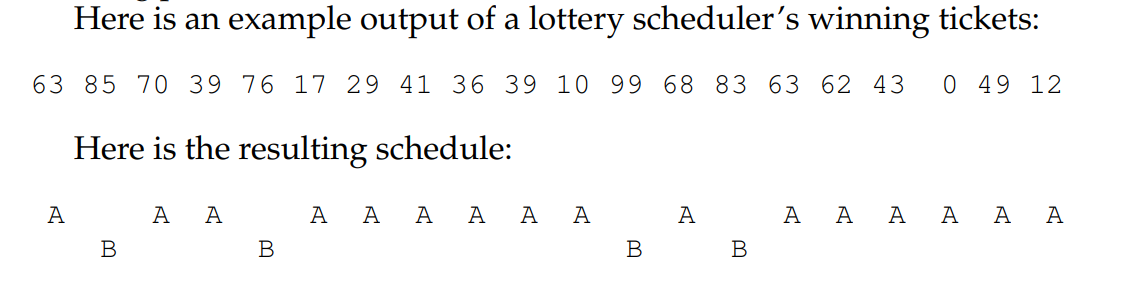 Here is an example output of a lottery scheduler's winning tickets:
63 85 70 39 76 17 29 41 36 39 10 99 68 83 63 62 43 0 49 12
Here is the resulting schedule:
A A A A A A A A A A A A A A A A
B B B B